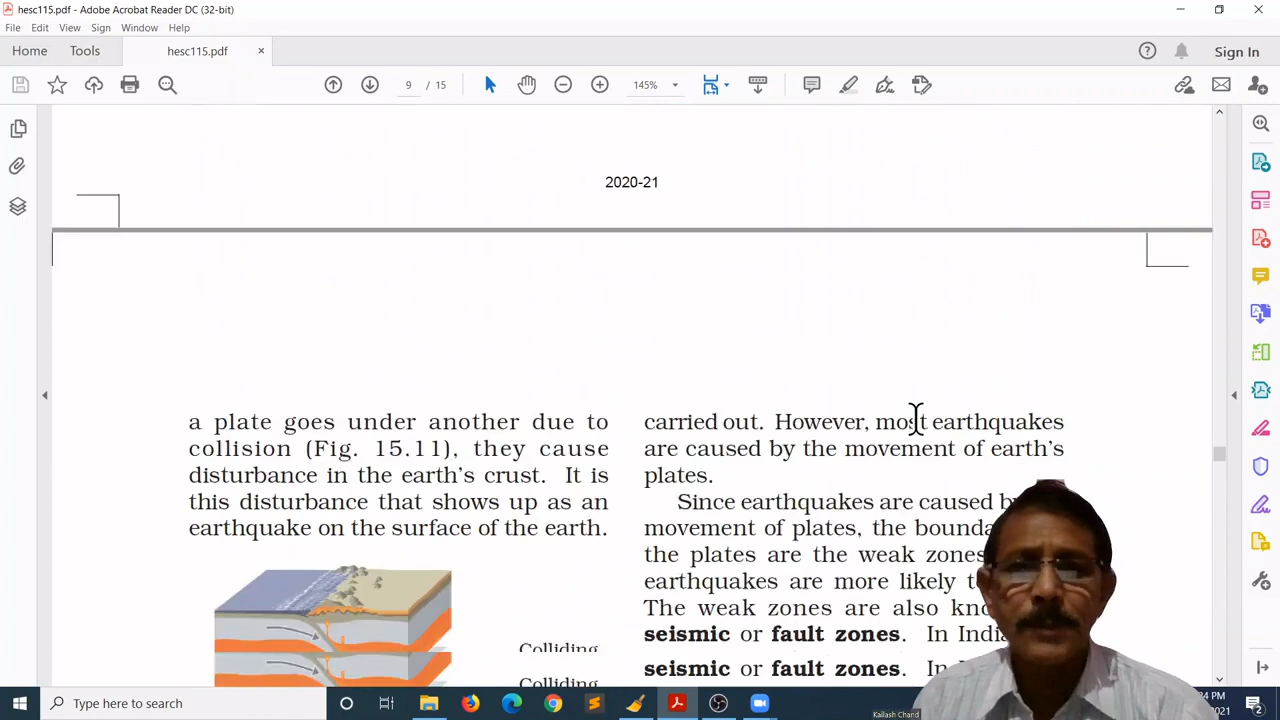 hesc115.pdf - Adobe Acrobat Reader DC (32-bit)
File Edit View Sign Window Help
Home Tools hesc115.pdf × Sign In
9 / 15 145%
2020-21
a plate goes under another due to
collision (Fig. 15.11), they cause
disturbance in the earth's crust. It is
this disturbance that shows up as an
earthquake on the surface of the earth.
Colliding
Colliding
carried out. However, most earthquakes
are caused by the movement of earth's
plates.
Since earthquakes are caused
movement of plates, the
the plates are the weak zones
earthquakes are more likely
The weak zones are also
seismic or fault zones. In
seismic or fault zones. In
Kailash Chand
Type here to search
2